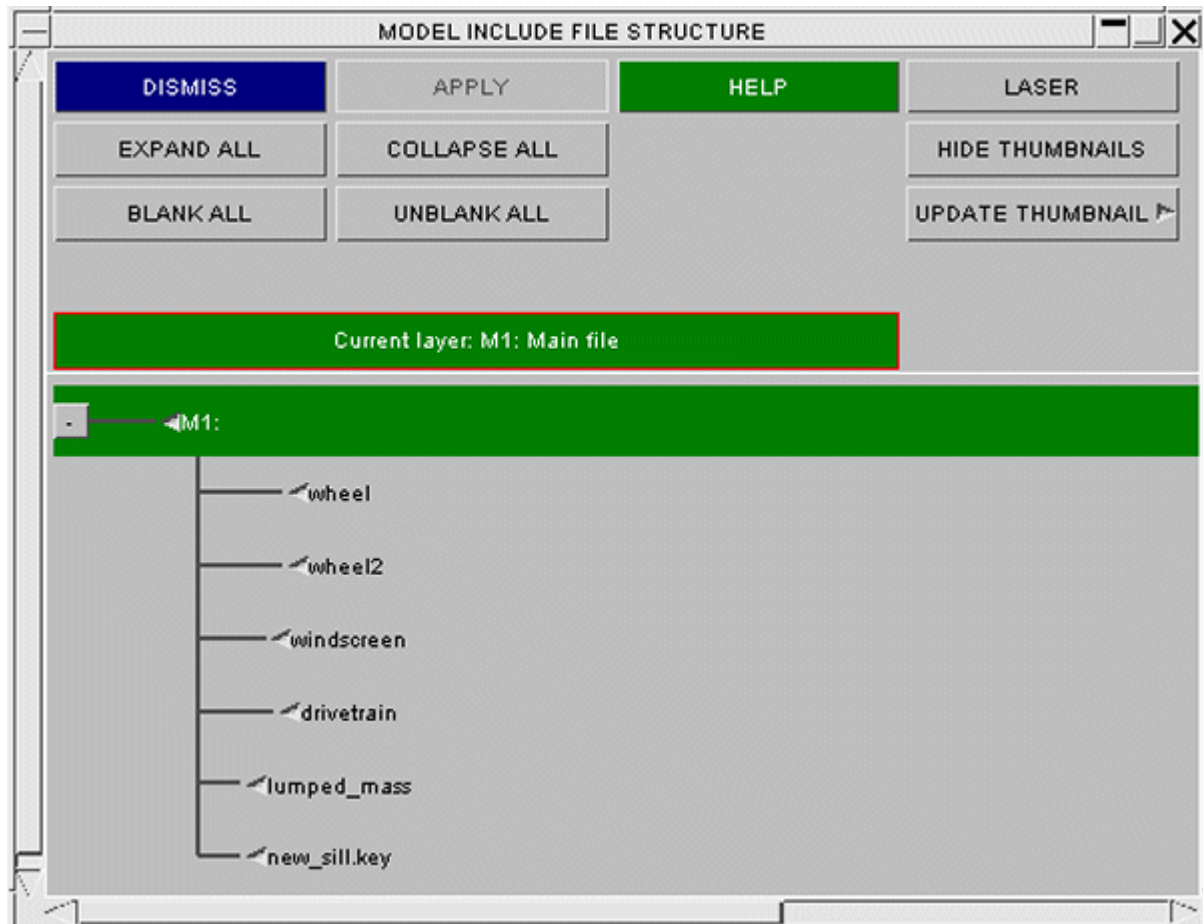 MODEL INCLUDE FILE STRUCTURE
DISMISS APPLY HELP LASER
EXPAND ALL COLLAPSE ALL HIDE THUMBNAILS
BLANK ALL UNBLANK ALL UPDATE THUMBNAIL
Current layer: M1: Main file
- M1:
wheel
wheel2
windscreen
drivetrain
lumped_mass
new_sill.key